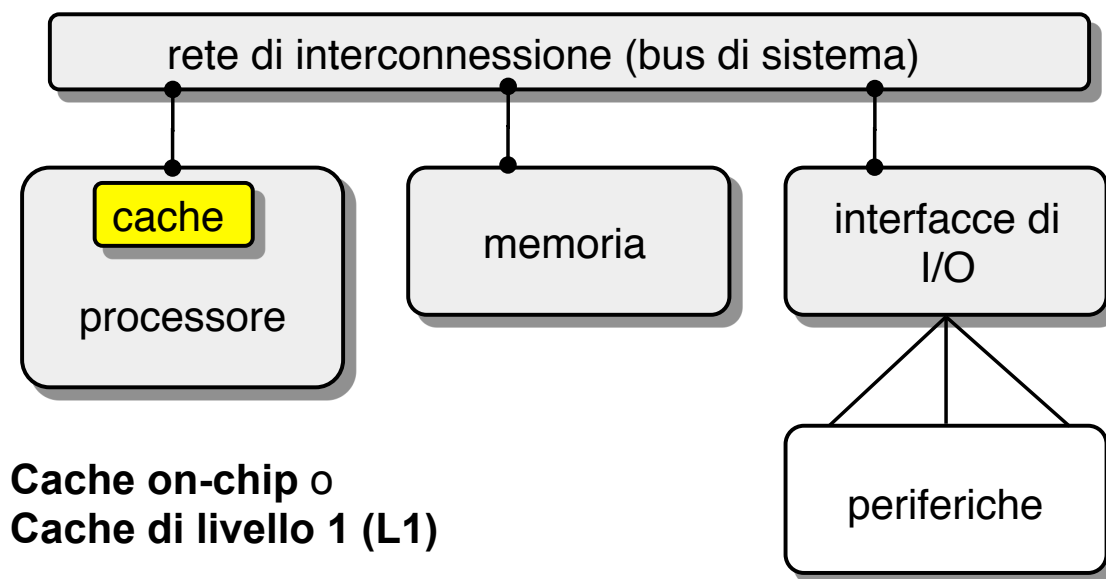 rete di interconnessione (bus di sistema)
cache
processore
memoria
interfacce di
I/O
periferiche
Cache on-chip o
Cache di livello 1 (L1)